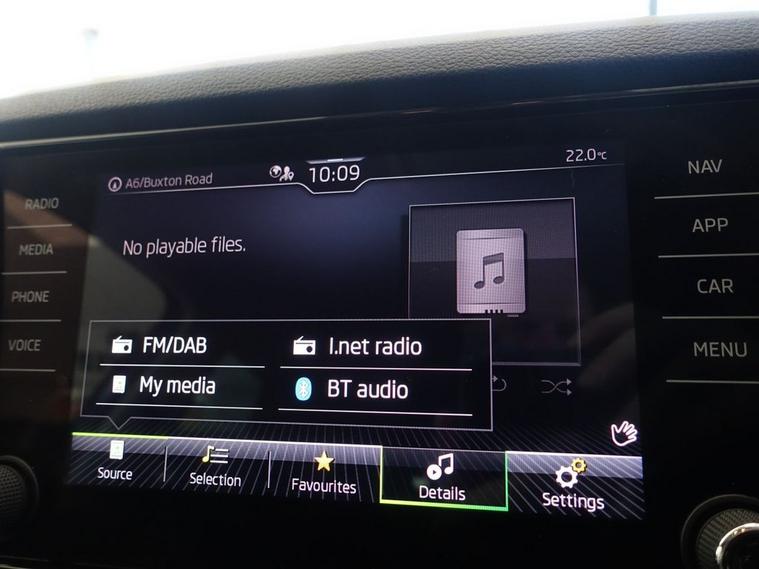 A6/Buxton Road
10:09
22.0°C
RADIO
MEDIA
PHONE
VOICE
No playable files.
FM/DAB
I.net radio
My media
BT audio
Source
Selection
Favourites
Details
Settings
NAV
APP
CAR
MENU